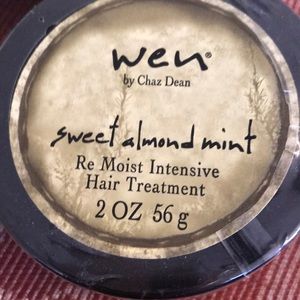 wen®
by Chaz Dean
sweet almond mint
Re Moist Intensive
Hair Treatment
2 OZ 56 g